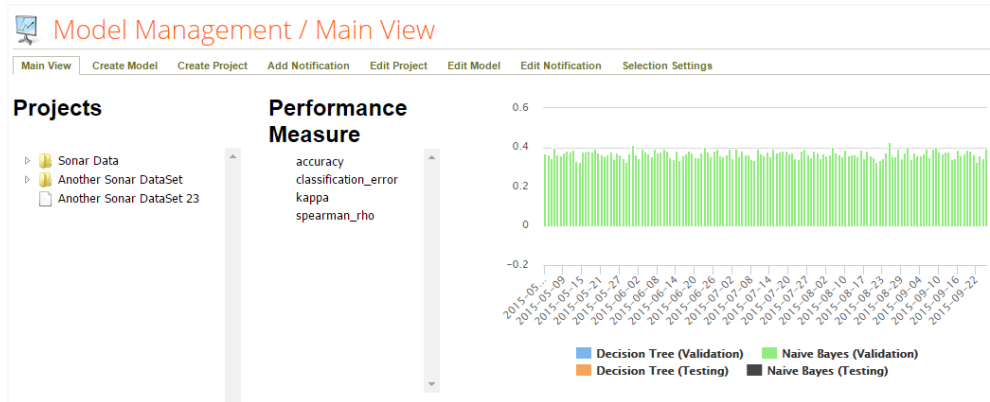 Model Management / Main View
Main View Create Model Create Project Add Notification Edit Project Edit Model Edit Notification Selection Settings
Projects
Sonar Data
Another Sonar DataSet
Another Sonar DataSet 23
Performance
Measure
accuracy
classification_error
kappa
spearman_rho
0.6
0.4
0.2
0
-0.2
2015-05...
2015-05-09
2015-05-15
2015-05-21
2015-05-27
2015-06-02
2015-06-08
2015-06-14
2015-06-20
2015-06-26
2015-07-02
2015-07-08
2015-07-14
2015-07-20
2015-07-27
2015-08-02
2015-08-10
2015-08-17
2015-08-23
2015-08-29
2015-09-04
2015-09-10
2015-09-16
2015-09-22
Decision Tree (Validation) Naive Bayes (Validation)
Decision Tree (Testing) Naive Bayes (Testing)